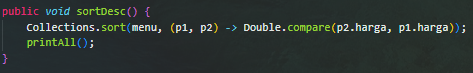 public void sortDesc() {
    Collections.sort(menu, (p1, p2) -> Double.compare(p2.harga, p1.harga));
    printAll();
}